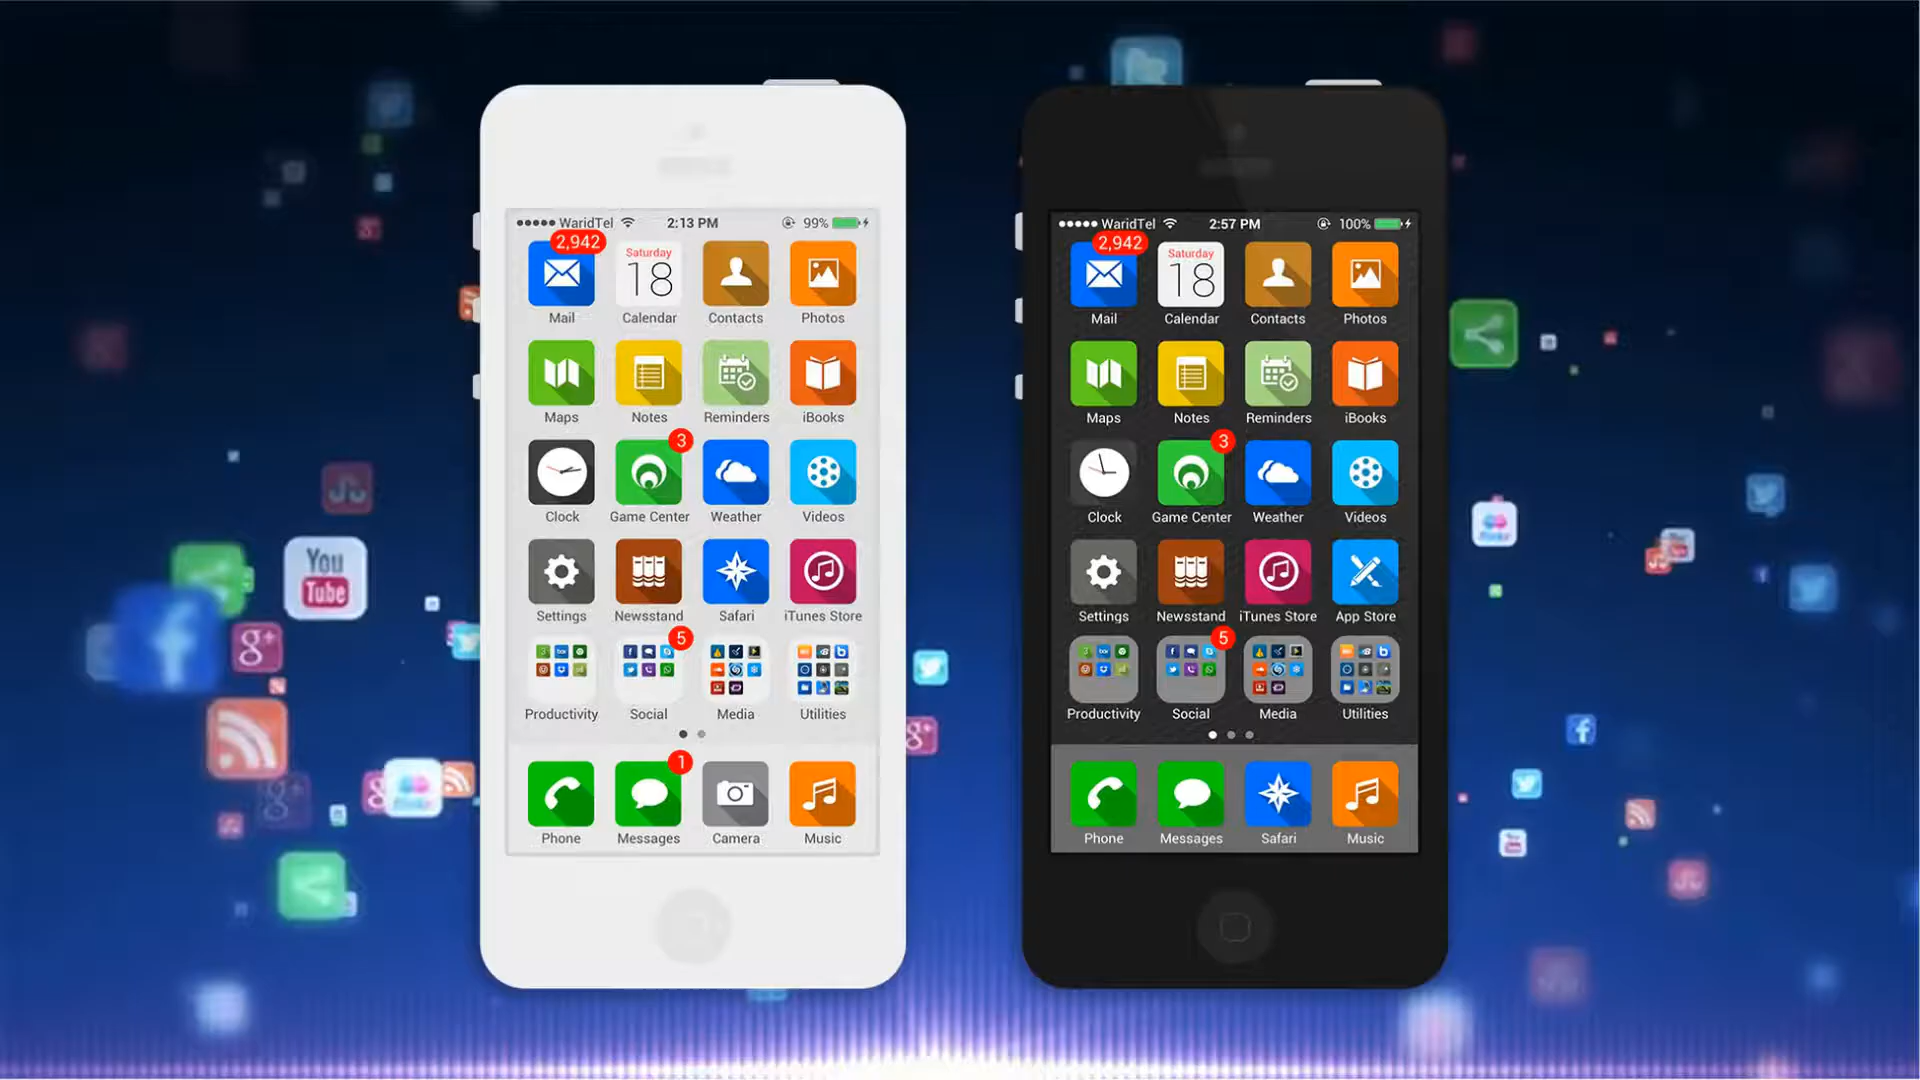 WaridTel 2:13 PM 99%
2,942
Saturday
18
Mail Calendar Contacts Photos
Maps Notes Reminders iBooks
3
Clock Game Center Weather Videos
Settings Newsstand Safari iTunes Store
5
Productivity Social Media Utilities
1
Phone Messages Camera Music
WaridTel 2:57 PM 100%
2,942
Saturday
18
Mail Calendar Contacts Photos
Maps Notes Reminders iBooks
3
Clock Game Center Weather Videos
Settings Newsstand iTunes Store App Store
5
Productivity Social Media Utilities
Phone Messages Safari Music
You
Tube
g+
f
g+
f